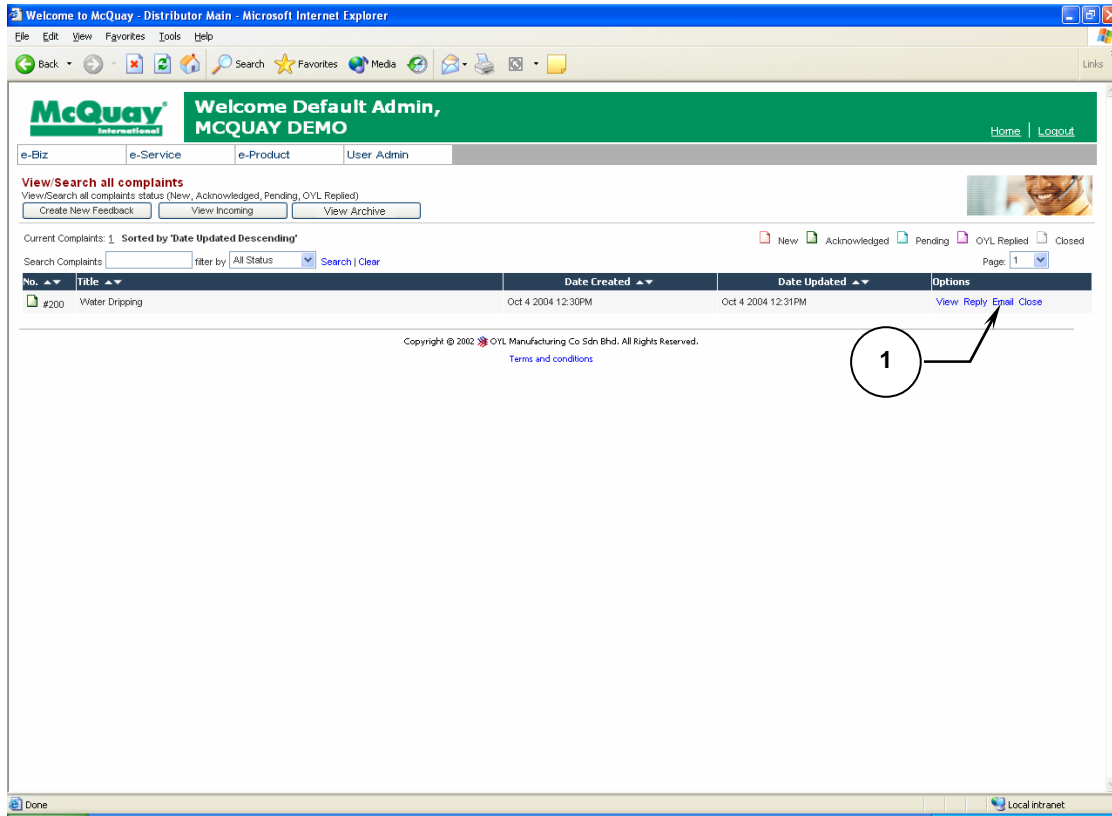 Welcome to McQuay - Distributor Main - Microsoft Internet Explorer
File Edit View Favorites Tools Help
Back Search Favorites Media Links
McQuay International
Welcome Default Admin,
MCQUAY DEMO
Home | Logout
e-Biz e-Service e-Product User Admin
View/Search all complaints
View/Search all complaints status (New, Acknowledged, Pending, OYL Replied)
Create New Feedback View Incoming View Archive
Current Complaints: 1 Sorted by 'Date Updated Descending' New Acknowledged Pending OYL Replied Closed
Search Complaints filter by All Status Search | Clear Page: 1
No. Title Date Created Date Updated Options
#200 Water Dripping Oct 4 2004 12:30PM Oct 4 2004 12:31PM View Reply Email Close
Copyright © 2002 OYL Manufacturing Co Sdn Bhd. All Rights Reserved.
Terms and conditions
1
Done Local intranet